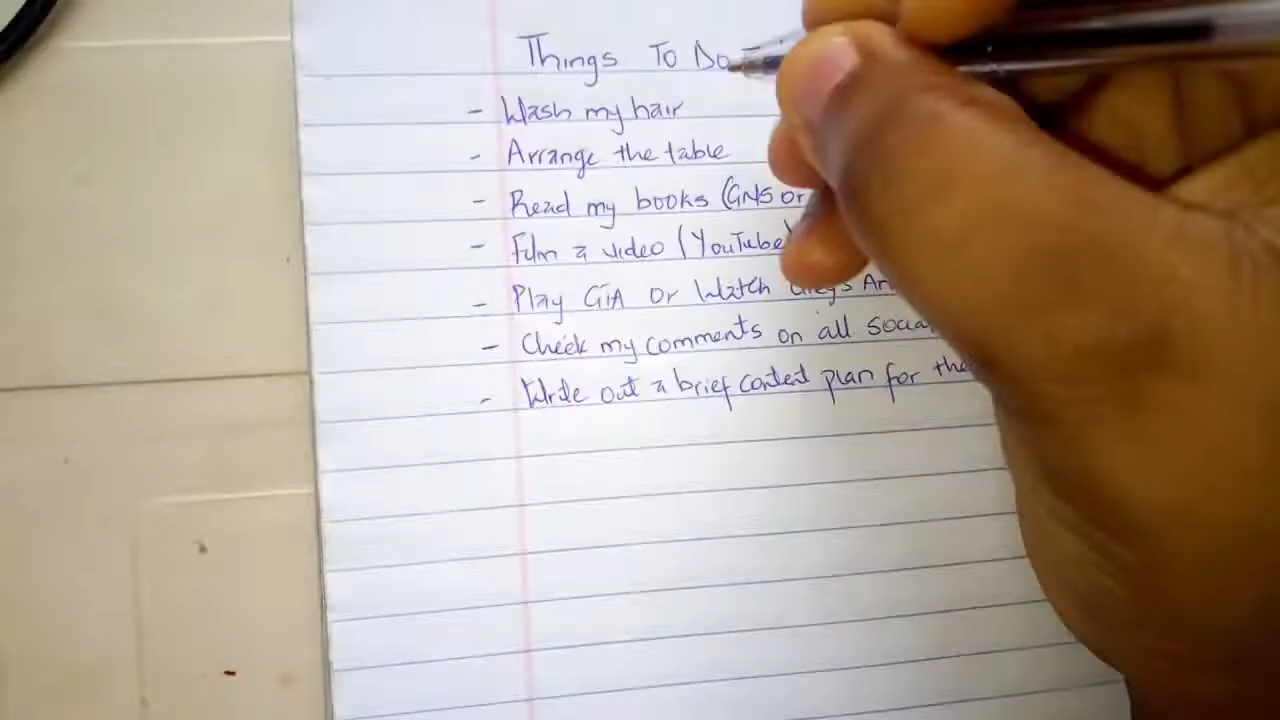 Things To Do
- Wash my hair
- Arrange the table
- Read my books (GNS or
- Film a video (YouTube)
- Play GTA or Watch Greys
- Check my comments on all
- Write out a brief content plan for the